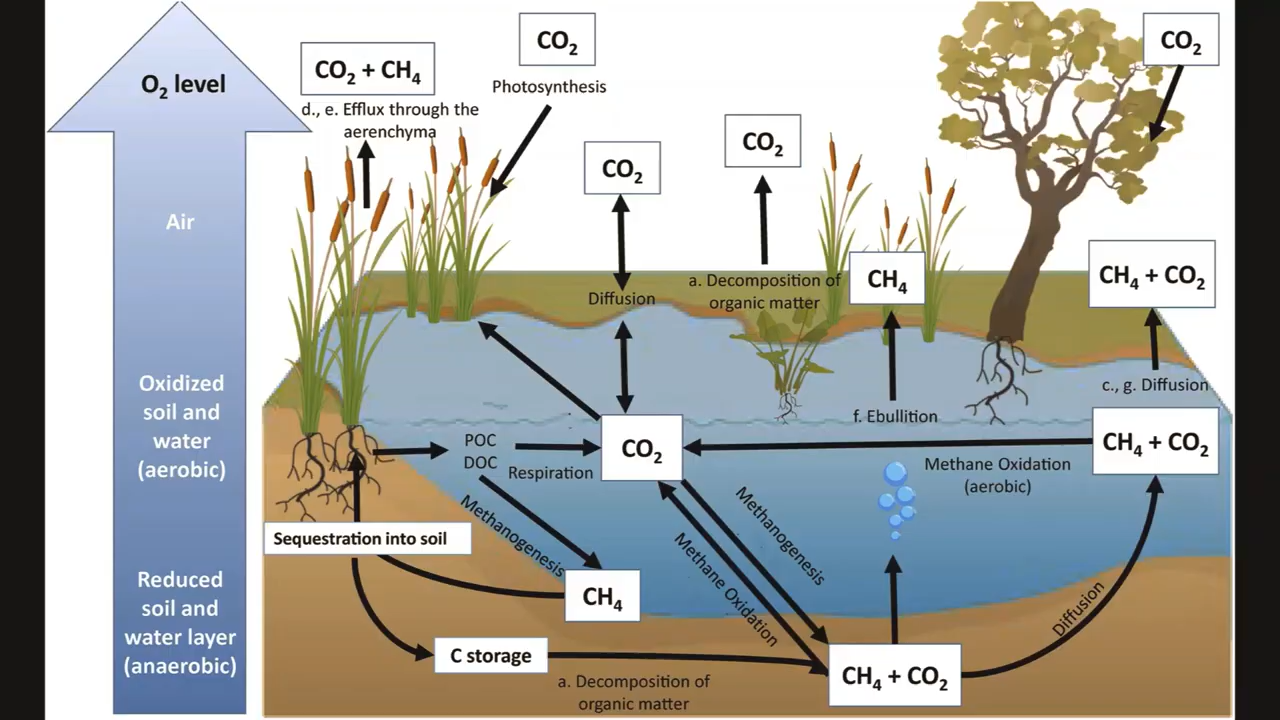 O₂ level
Air
Oxidized
soil and
water
(aerobic)
Reduced
soil and
water layer
(anaerobic)
CO₂ + CH₄
d., e. Efflux through the
aerenchyma
CO₂
Photosynthesis
CO₂
Diffusion
CO₂
a. Decomposition of
organic matter
CH₄
f. Ebullition
CO₂
CH₄ + CO₂
c., g. Diffusion
CH₄ + CO₂
POC
DOC
Respiration
CO₂
Methane Oxidation
(aerobic)
Methanogenesis
Methanogenesis
Methane Oxidation
Sequestration into soil
CH₄
C storage
a. Decomposition of
organic matter
CH₄ + CO₂
Diffusion